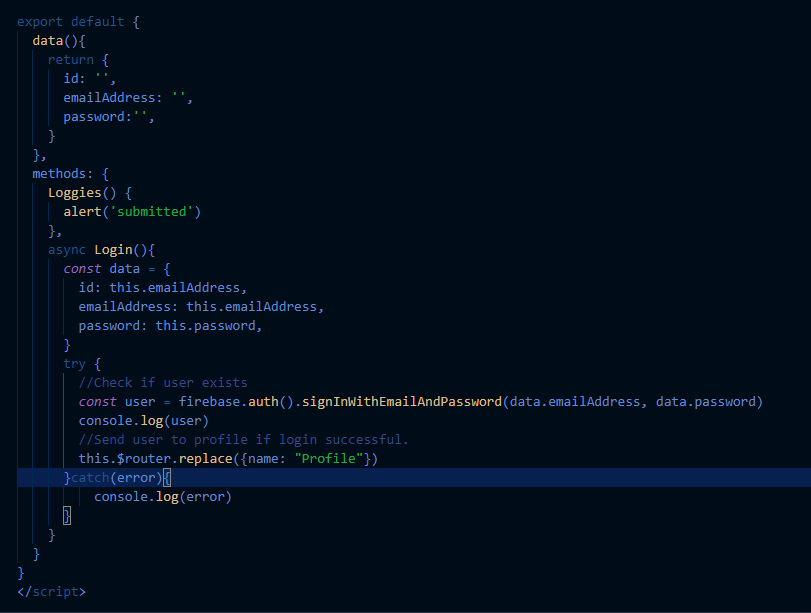 export default {
data(){
return {
id: '',
emailAddress: '',
password:'',
}
},
methods: {
Loggies() {
alert('submitted')
},
async Login(){
const data = {
id: this.emailAddress,
emailAddress: this.emailAddress,
password: this.password,
}
try {
//Check if user exists
const user = firebase.auth().signInWithEmailAndPassword(data.emailAddress, data.password)
console.log(user)
//Send user to profile if login successful.
this.$router.replace({name: "Profile"})
}catch(error){
console.log(error)
}
}
}
}
</script>